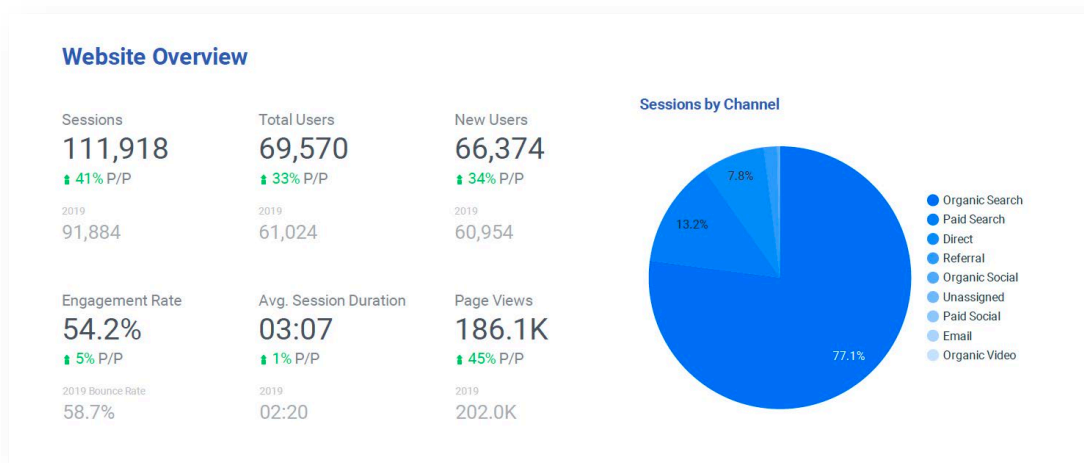 Website Overview
Sessions
111,918
41% P/P
2019
91,884
Total Users
69,570
33% P/P
2019
61,024
New Users
66,374
34% P/P
2019
60,954
Engagement Rate
54.2%
5% P/P
2019 Bounce Rate
58.7%
Avg. Session Duration
03:07
1% P/P
2019
02:20
Page Views
186.1K
45% P/P
2019
202.0K
Sessions by Channel
7.8%
13.2%
77.1%
Organic Search
Paid Search
Direct
Referral
Organic Social
Unassigned
Paid Social
Email
Organic Video